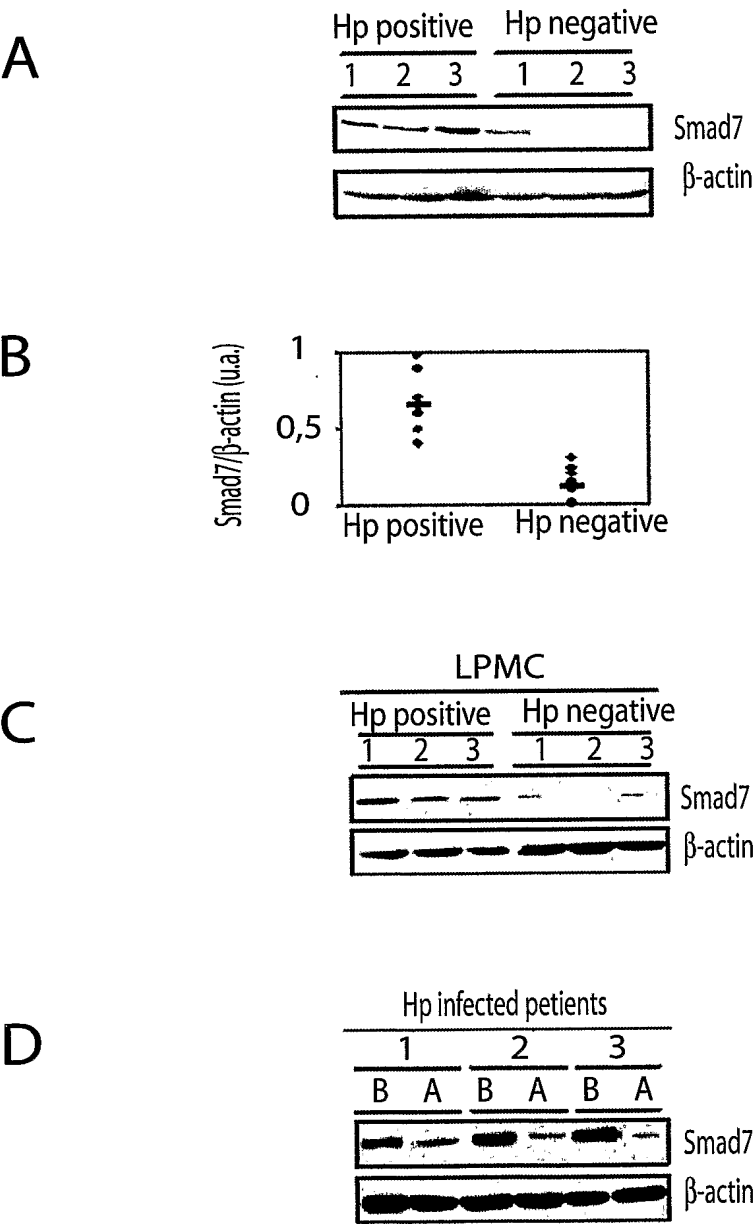 A
Hp positive Hp negative
1 2 3 1 2 3
Smad7
β-actin
B
Smad7/β-actin (u.a.)
1
0,5
0
Hp positive Hp negative
C
LPMC
Hp positive Hp negative
1 2 3 1 2 3
Smad7
β-actin
D
Hp infected petients
1 2 3
B A B A B A
Smad7
β-actin